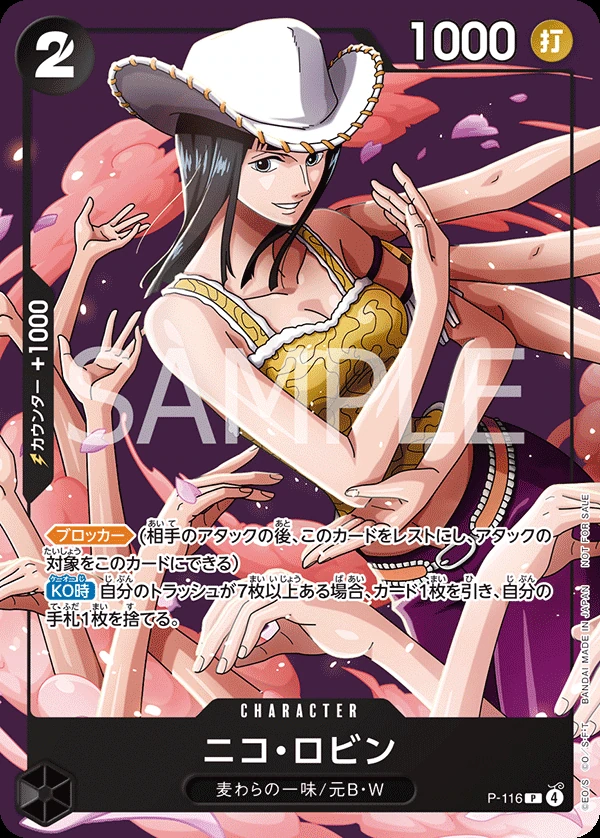 2
1000 打
カウンター +1000
SAMPLE
ブロッカー (相手のアタックの後、このカードをレストにし、アタックの
対象をこのカードにできる)
KO時 自分のトラッシュが7枚以上ある場合、カード1枚を引き、自分の
手札1枚を捨てる。
©E.O./S. ©O./S.・F・T BANDAI MADE IN JAPAN NOT FOR SALE
CHARACTER
ニコ・ロビン
麦わらの一味/元B・W
P-116 P 4